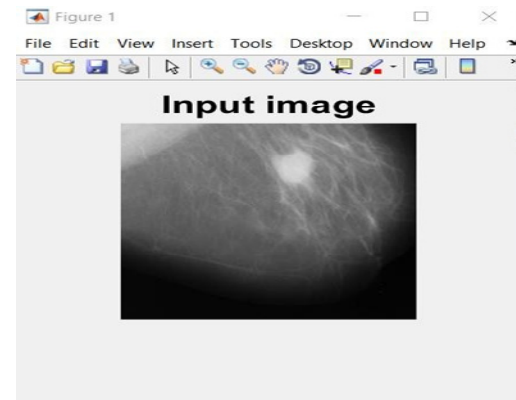 Figure 1
File Edit View Insert Tools Desktop Window Help
Input image